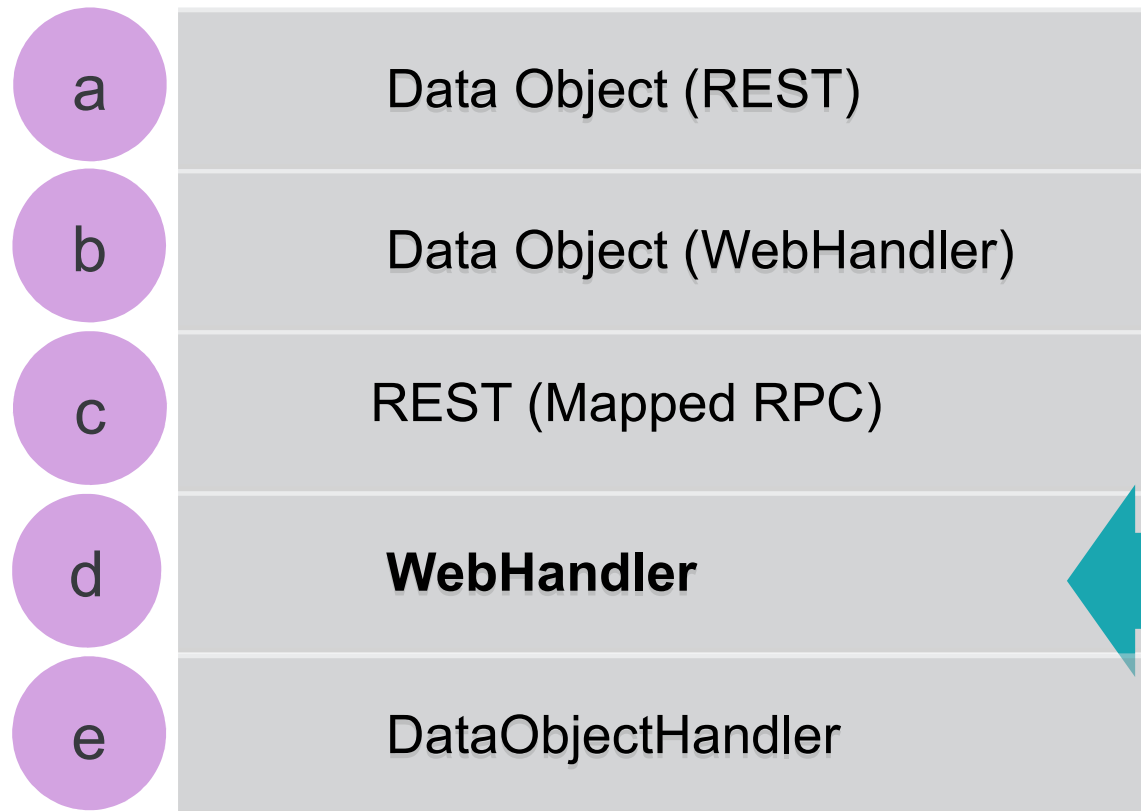 a Data Object (REST)
b Data Object (WebHandler)
c REST (Mapped RPC)
d WebHandler
e DataObjectHandler